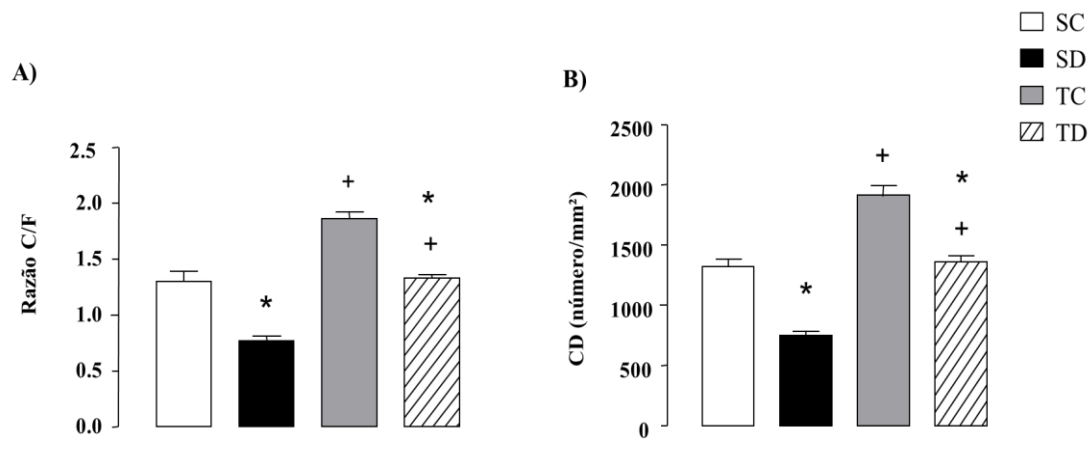 SC
SD
TC
TD
A)
Razão C/F
2.5
2.0
1.5
1.0
0.5
0.0
*
+
*
+
B)
CD (número/mm²)
2500
2000
1500
1000
500
0
*
+
*
+